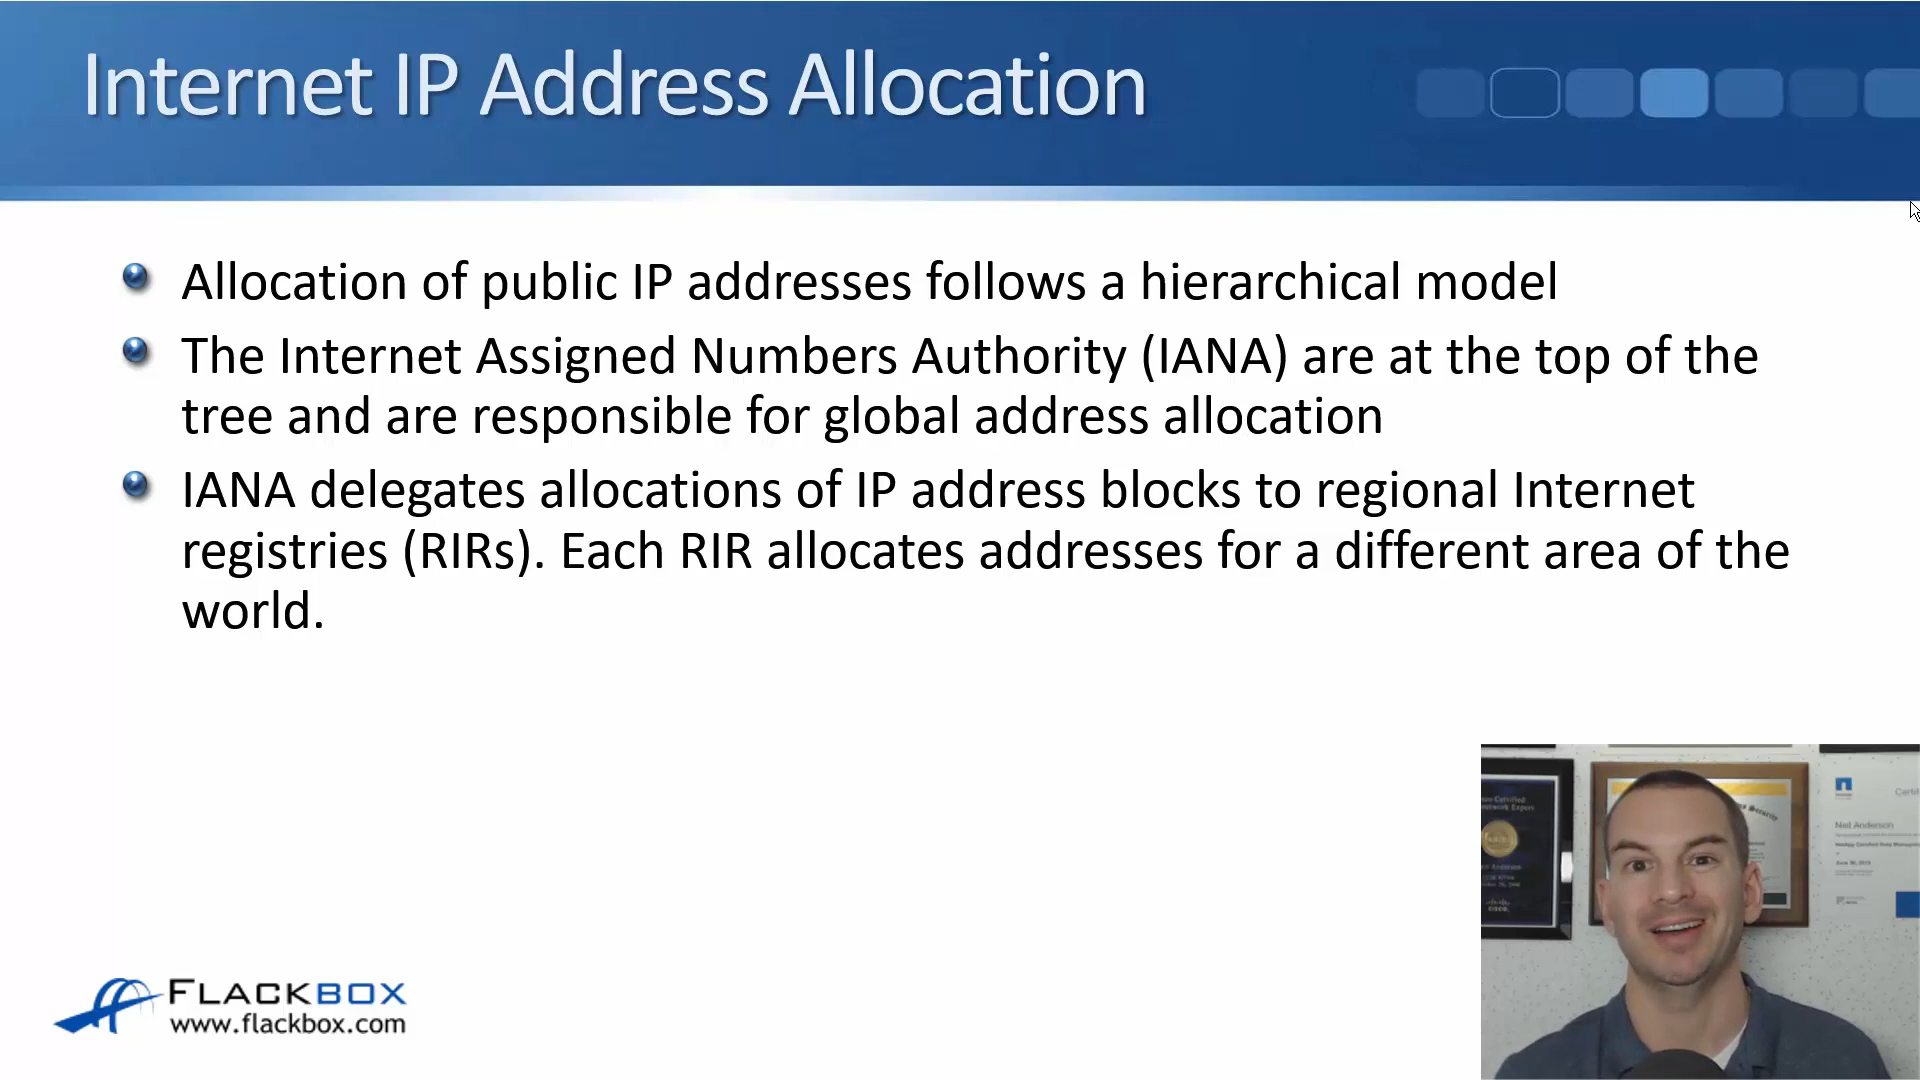 Internet IP Address Allocation
Allocation of public IP addresses follows a hierarchical model
The Internet Assigned Numbers Authority (IANA) are at the top of the
tree and are responsible for global address allocation
IANA delegates allocations of IP address blocks to regional Internet
registries (RIRs). Each RIR allocates addresses for a different area of the
world.
FLACKBOX
www.flackbox.com
Neil Anderson